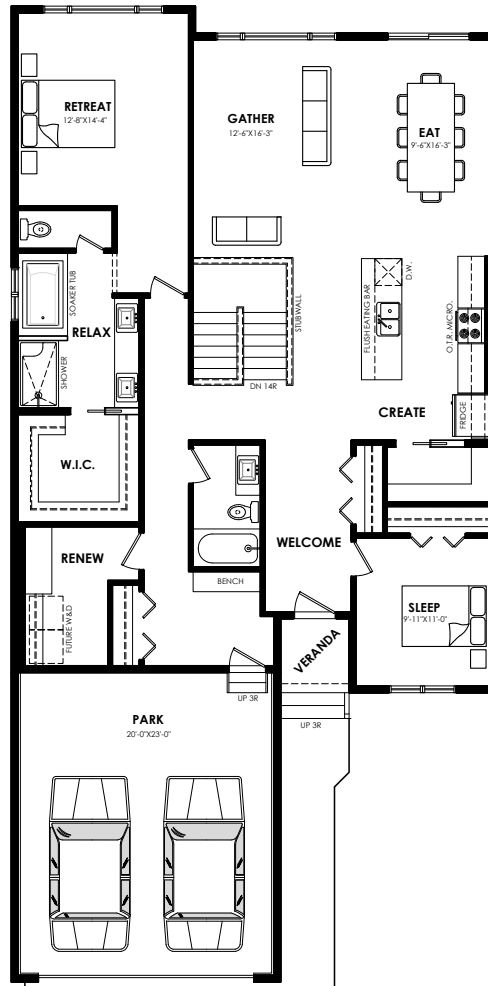 RETREAT
12'-8"X14'-4"
GATHER
12'-6"X16'-3"
EAT
9'-6"X16'-3"
SOAKER TUB
RELAX
SHOWER
STUBWALL
DN 14R
FLUSH EATING BAR
D.W.
O.T.R. MICRO.
CREATE
FRIDGE
W.I.C.
RENEW
FUTURE W&D
BENCH
WELCOME
SLEEP
9'-11"X11'-0"
VERANDA
UP 3R
UP 3R
PARK
20'-0"X23'-0"